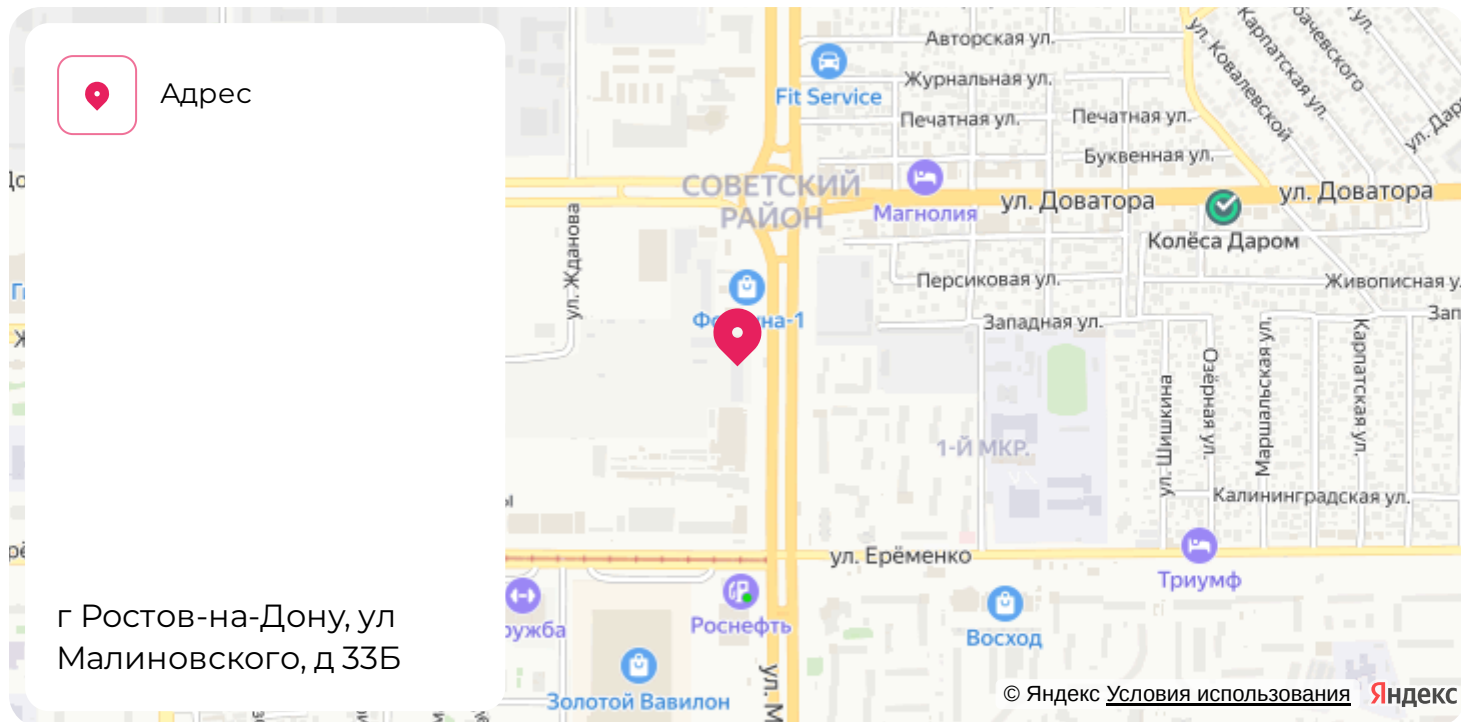 Адрес
г Ростов-на-Дону, ул
Малиновского, д 33Б
Авторская ул.
Журнальная ул.
Fit Service
Печатная ул.
Печатная ул.
Буквенная ул.
ул. Ковалевской
Карпатская ул.
СОВЕТСКИЙ
РАЙОН
Магнолия
ул. Доватора
ул. Доватора
Колёса Даром
ул. Жданова
Персиковая ул.
Живописная у
Западная ул.
Озёрная ул.
Маршальская ул.
Карпатская ул.
ул. Шишкина
1-Й МКР.
Калининградская ул.
ул. Ерёменко
Триумф
Роснефть
Восход
Золотой Вавилон
ул. М
© Яндекс Условия использования Яндекс